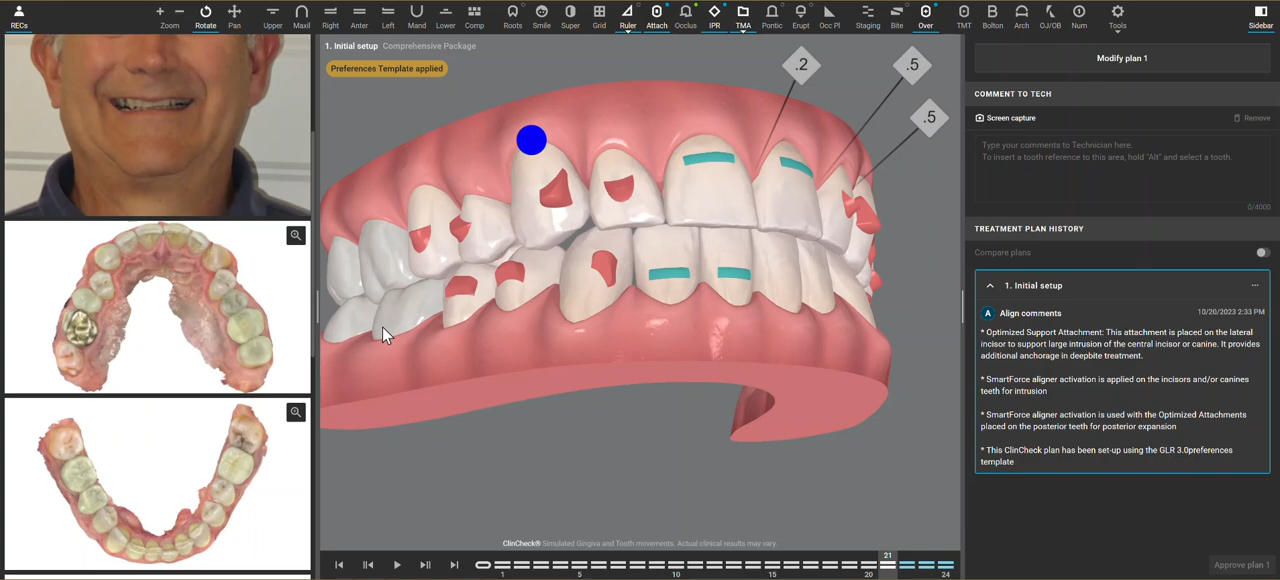 RECs Zoom Rotate Pan Upper Maxil Right Anter Left Mand Lower Comp Roots Smile Super Grid Ruler Attach Occlus IPR TMA Pontic Erupt Occ Pl Staging Bite Over TMT Bolton Arch OJ/OB Num Tools Sidebar
1. Initial setup Comprehensive Package
Preferences Template applied
.2
.5
.5
ClinCheck® Simulated Gingiva and Tooth movements. Actual clinical results may vary.
21
1 5 10 15 20 24
Modify plan 1
COMMENT TO TECH
Screen capture Remove
Type your comments to Technician here.
To insert a tooth reference to this area, hold "Alt" and select a tooth.
0/4000
TREATMENT PLAN HISTORY
Compare plans
1. Initial setup ...
A Align comments 10/20/2023 2:33 PM
* Optimized Support Attachment: This attachment is placed on the lateral
incisor to support large intrusion of the central incisor or canine. It provides
additional anchorage in deepbite treatment.
* SmartForce aligner activation is applied on the incisors and/or canines
teeth for intrusion
* SmartForce aligner activation is used with the Optimized Attachments
placed on the posterior teeth for posterior expansion
* This ClinCheck plan has been set-up using the GLR 3.0preferences
template
Approve plan 1